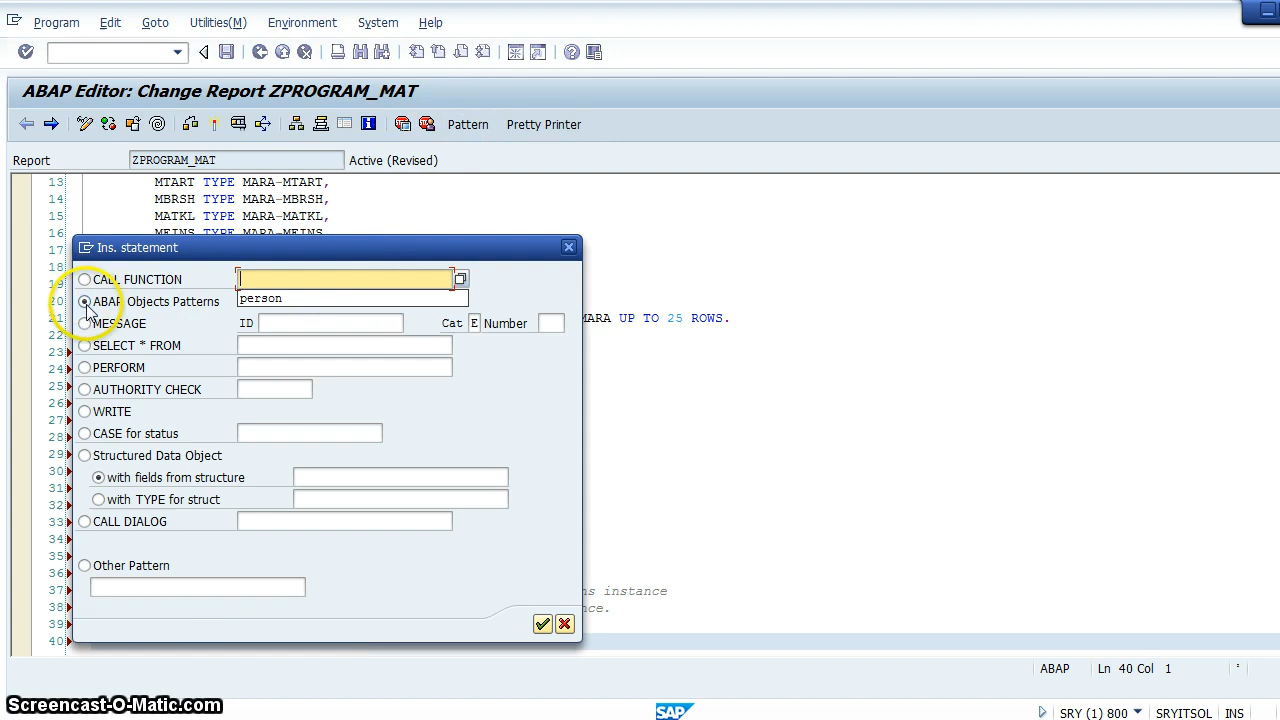 Program Edit Goto Utilities(M) Environment System Help
ABAP Editor: Change Report ZPROGRAM_MAT
Pattern Pretty Printer
Report ZPROGRAM_MAT Active (Revised)
13 MTART TYPE MARA-MTART,
14 MBRSH TYPE MARA-MBRSH,
15 MATKL TYPE MARA-MATKL,
16 MEINS TYPE MARA-MEINS
17
Ins. statement
18
CALL FUNCTION
20 ABAP Objects Patterns person
21 MARA UP TO 25 ROWS.
MESSAGE ID Cat E Number
22
SELECT * FROM
23
24 PERFORM
25 AUTHORITY CHECK
26
WRITE
27
28 CASE for status
29 Structured Data Object
30 with fields from structure
31
32 with TYPE for struct
33 CALL DIALOG
34
35
36 Other Pattern
37 ns instance
38 nce.
39
40
ABAP Ln 40 Col 1
Screencast-O-Matic.com
SAP SRY (1) 800 SRYITSOL INS